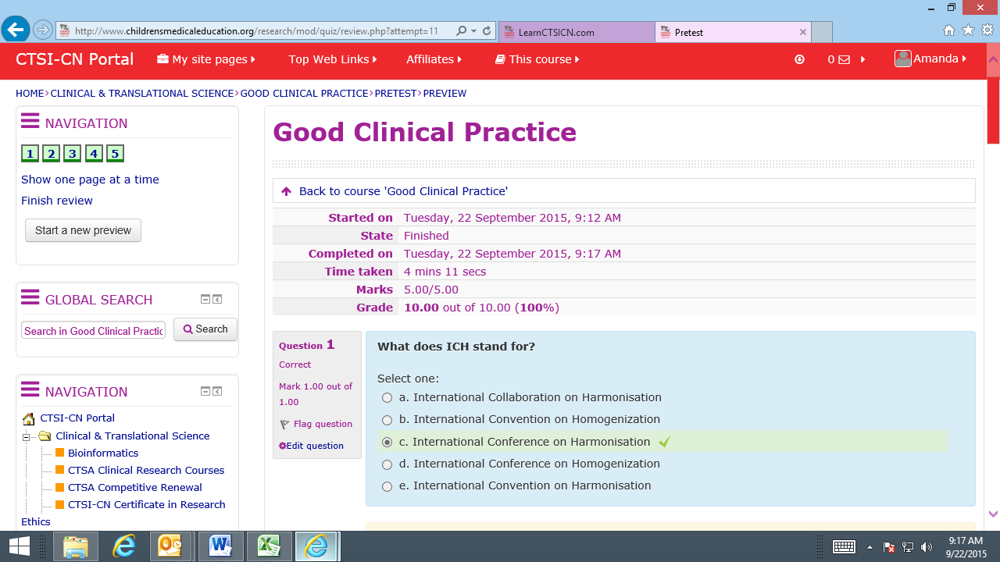 http://www.childrensmedicaleducation.org/research/mod/quiz/review.php?attempt=11
LearnCTSICN.com
Pretest
CTSI-CN Portal
My site pages
Top Web Links
Affiliates
This course
0
Amanda
HOME › CLINICAL & TRANSLATIONAL SCIENCE › GOOD CLINICAL PRACTICE › PRETEST › PREVIEW
NAVIGATION
1 2 3 4 5
Show one page at a time
Finish review
Start a new preview
GLOBAL SEARCH
Search in Good Clinical Practic
Search
NAVIGATION
CTSI-CN Portal
Clinical & Translational Science
Bioinformatics
CTSA Clinical Research Courses
CTSA Competitive Renewal
CTSI-CN Certificate in Research
Ethics
Good Clinical Practice
Back to course 'Good Clinical Practice'
Started on Tuesday, 22 September 2015, 9:12 AM
State Finished
Completed on Tuesday, 22 September 2015, 9:17 AM
Time taken 4 mins 11 secs
Marks 5.00/5.00
Grade 10.00 out of 10.00 (100%)
Question 1
Correct
Mark 1.00 out of
1.00
Flag question
Edit question
What does ICH stand for?
Select one:
a. International Collaboration on Harmonisation
b. International Convention on Homogenization
c. International Conference on Harmonisation
d. International Conference on Homogenization
e. International Convention on Harmonisation
9:17 AM
9/22/2015